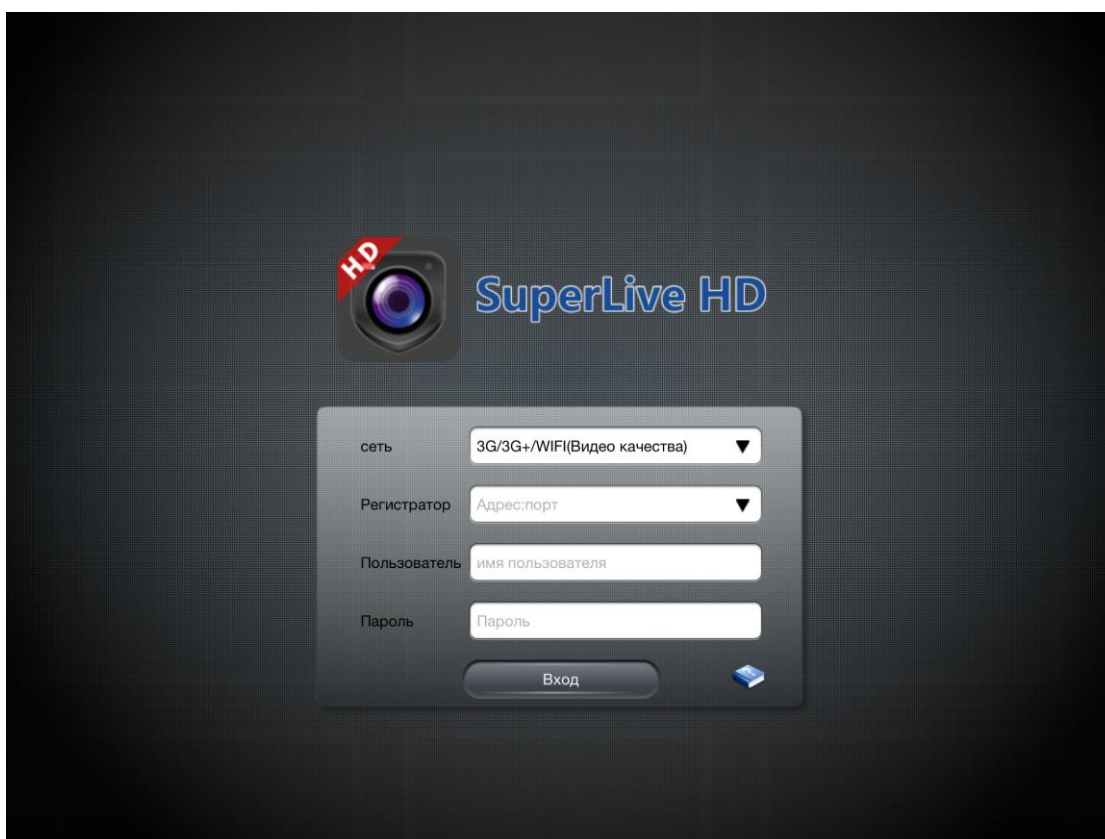 HD
SuperLive HD
сеть 3G/3G+/WIFI(Видео качества)
Регистратор Адрес:порт
Пользователь имя пользователя
Пароль Пароль
Вход